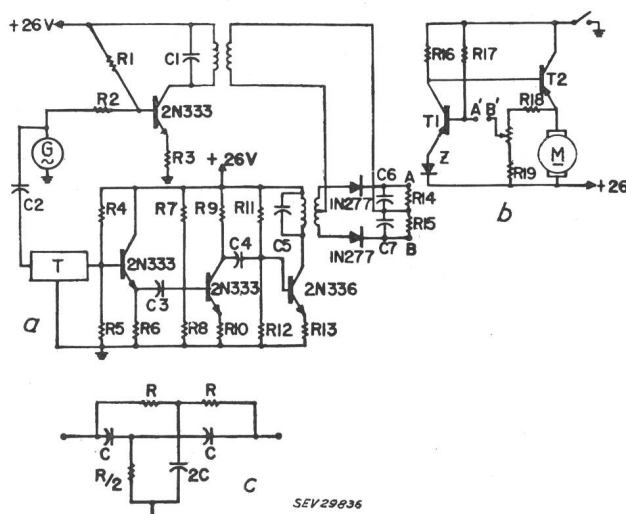 +26V
R1
C1
R2
2N333
R3
G
C2
+26V
R4
R7
R9
R11
C5
1N277
C6
A
R14
R15
C7
B
1N277
T
2N333
C3
C4
2N333
2N336
R5
R6
R8
R10
R12
R13
a
R16
R17
T2
T1
A'
B'
R18
Z
R19
M
+26
b
R
R
C
C
R/2
2C
c
SEV29836